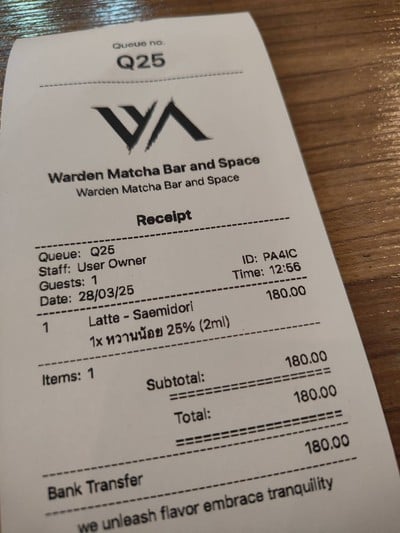 Queue no.
Q25
WA
Warden Matcha Bar and Space
Warden Matcha Bar and Space
Receipt
Queue: Q25
Staff: User Owner ID: PA4IC
Guests: 1 Time: 12:56
Date: 28/03/25
1 Latte - Saemidori 180.00
1x หวานน้อย 25% (2ml)
Items: 1
Subtotal: 180.00
Total: 180.00
Bank Transfer 180.00
we unleash flavor embrace tranquility